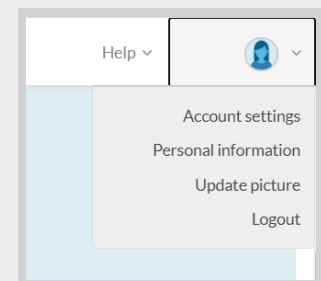 Help
Account settings
Personal information
Update picture
Logout